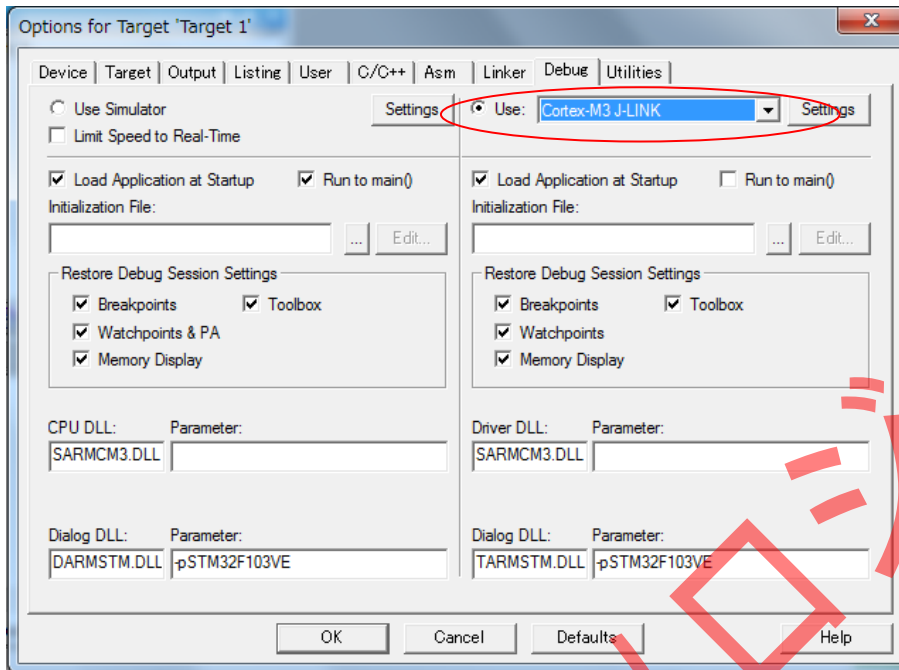 Options for Target 'Target 1'
Device Target Output Listing User C/C++ Asm Linker Debug Utilities
Use Simulator Settings Use: Cortex-M3 J-LINK Settings
Limit Speed to Real-Time
Load Application at Startup Run to main() Load Application at Startup Run to main()
Initialization File: Initialization File:
... Edit... ... Edit...
Restore Debug Session Settings Restore Debug Session Settings
Breakpoints Toolbox Breakpoints Toolbox
Watchpoints & PA Watchpoints
Memory Display Memory Display
CPU DLL: Parameter: Driver DLL: Parameter:
SARMCM3.DLL SARMCM3.DLL
Dialog DLL: Parameter: Dialog DLL: Parameter:
DARMSTM.DLL -pSTM32F103VE TARMSTM.DLL -pSTM32F103VE
OK Cancel Defaults Help